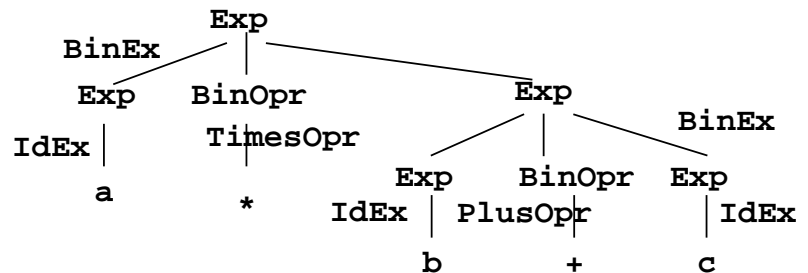 Exp
BinEx
Exp BinOpr Exp
BinEx
IdEx TimesOpr
a * Exp BinOpr Exp
IdEx PlusOpr IdEx
b + c